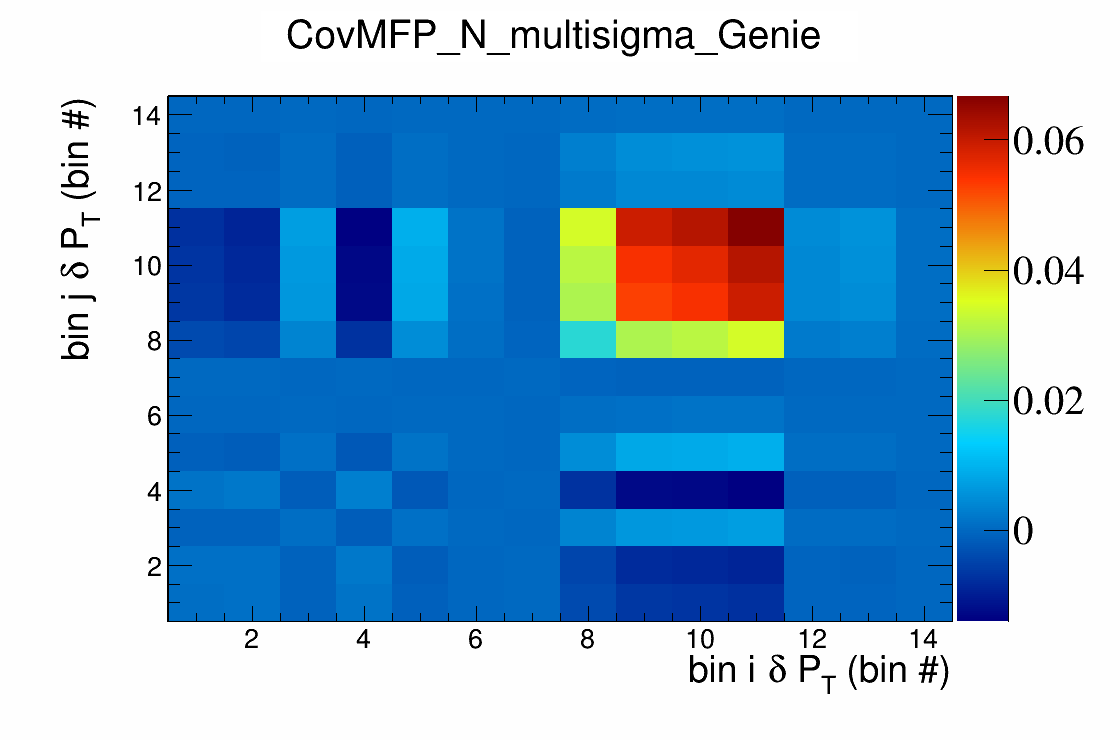 CovMFP_N_multisigma_Genie
bin j δ P_T (bin #)
14
12
10
8
6
4
2
2 4 6 8 10 12 14
bin i δ P_T (bin #)
0.06
0.04
0.02
0